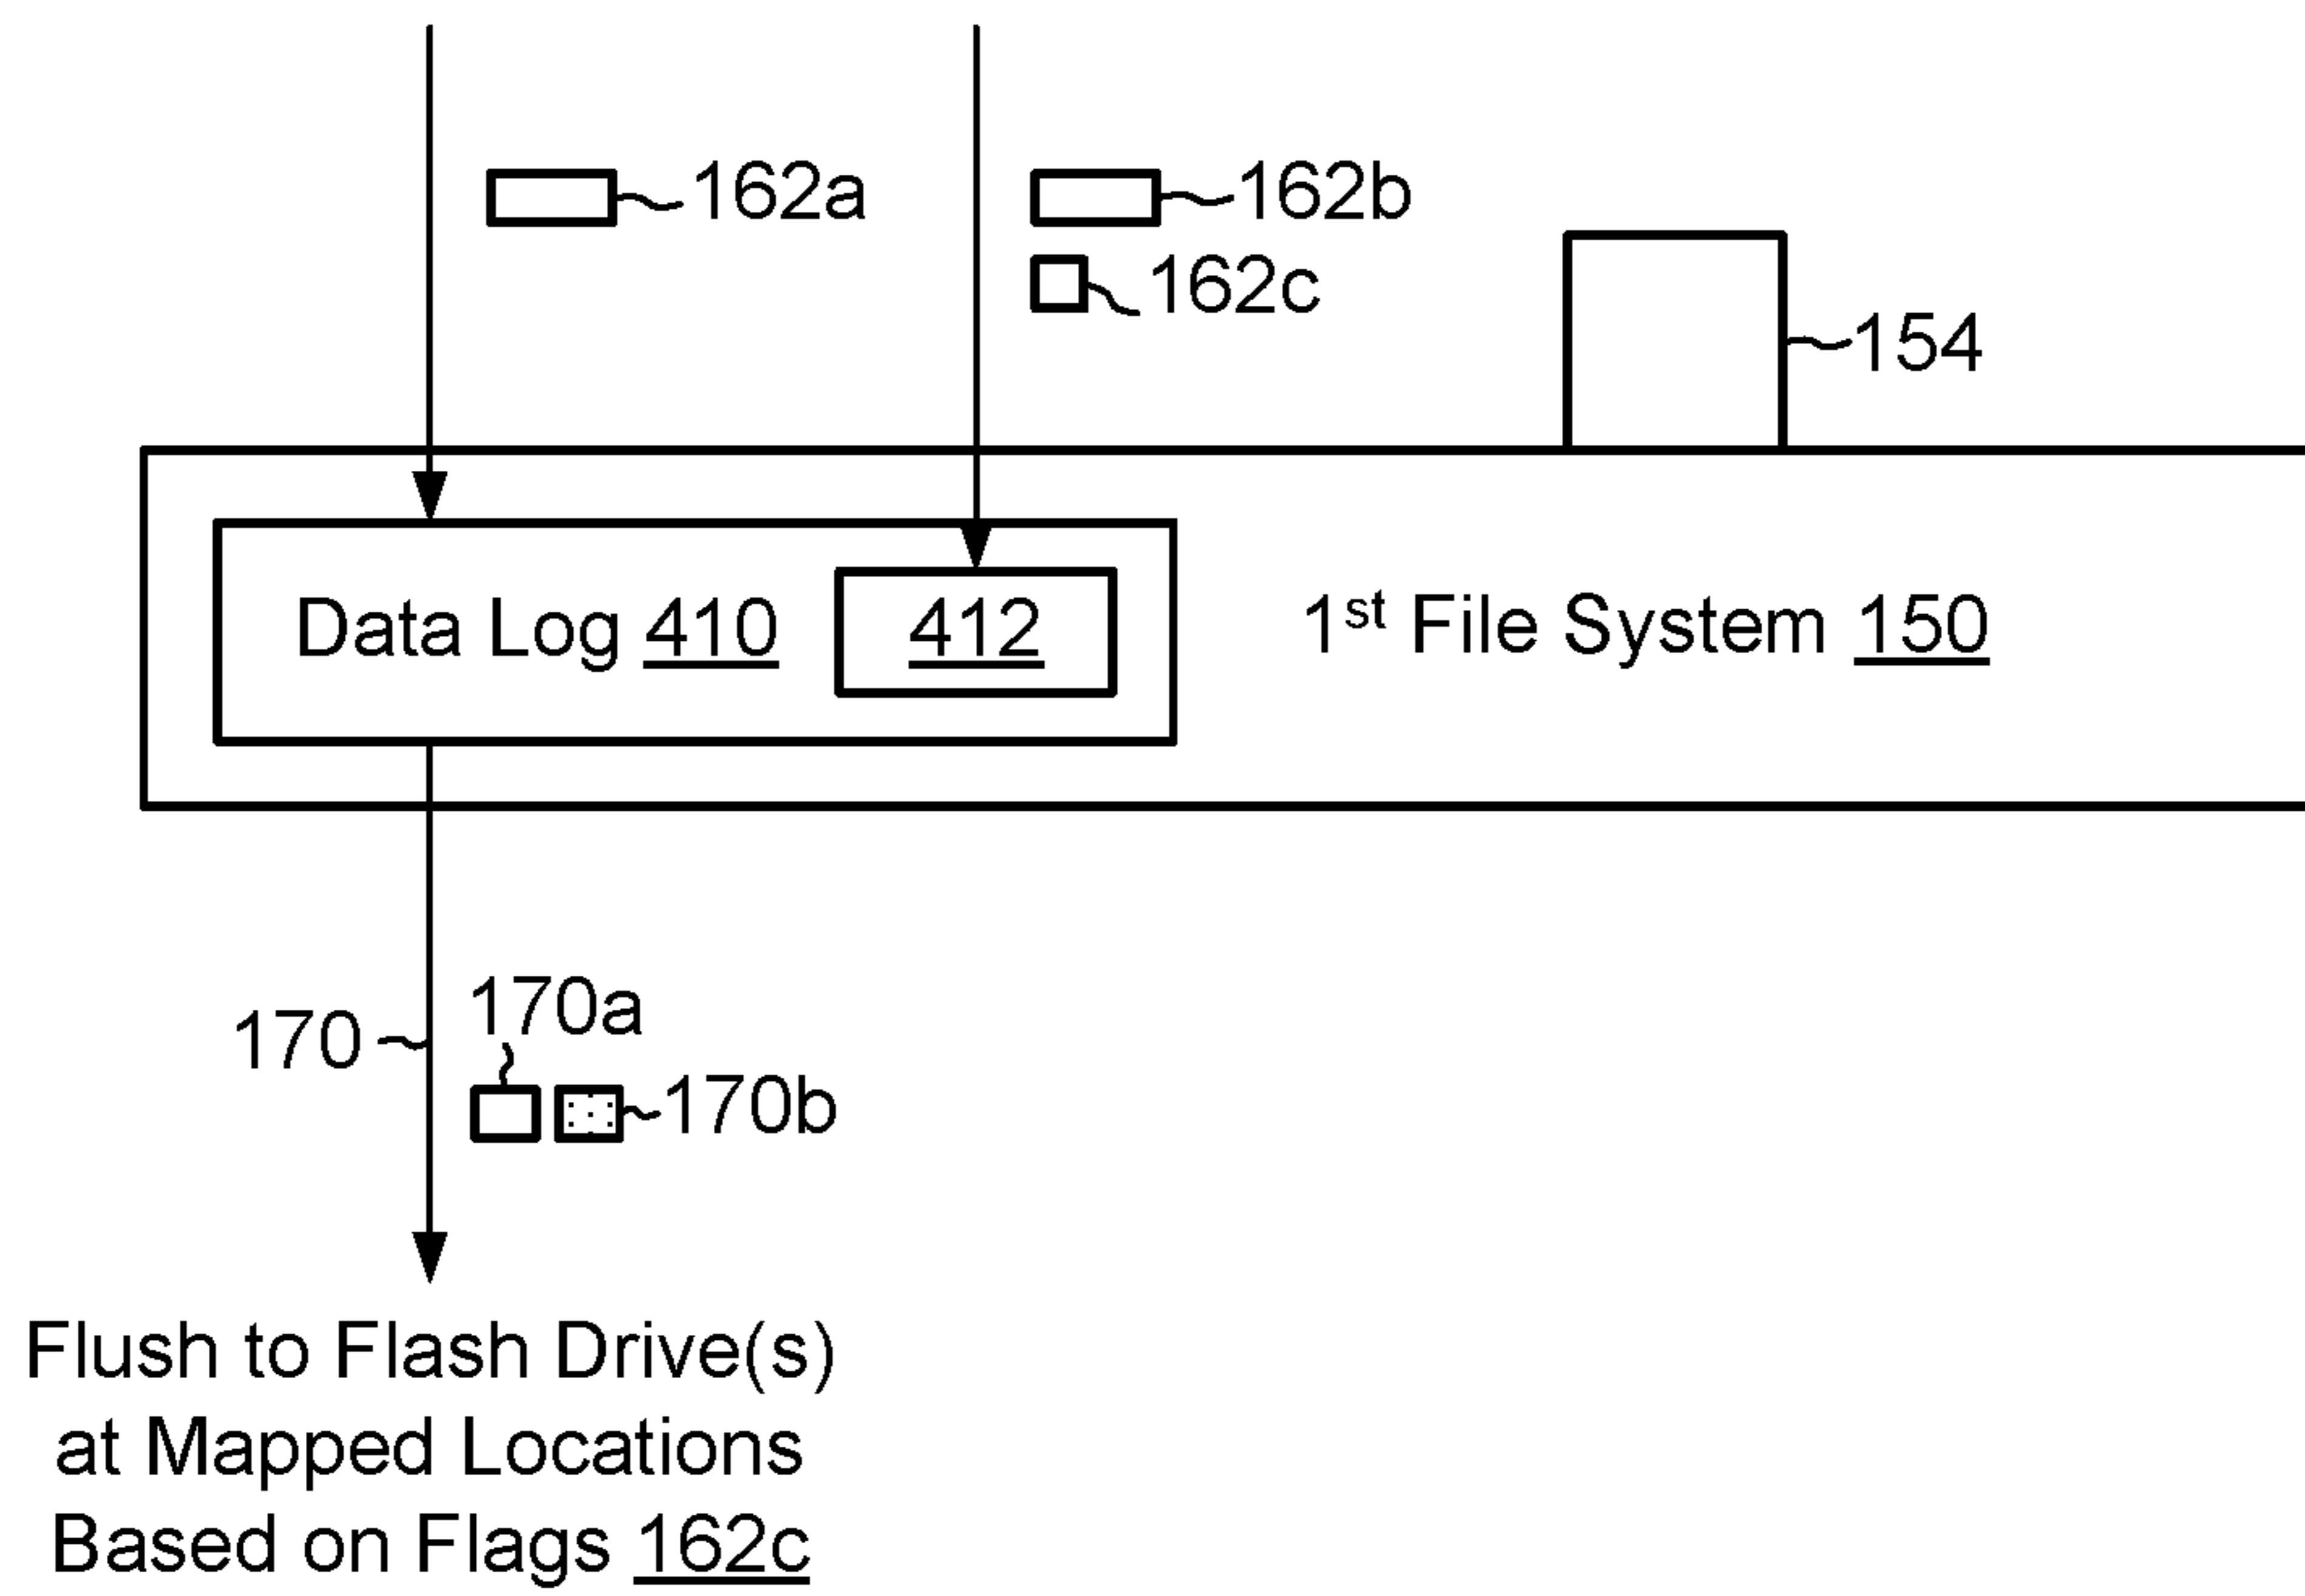 162a
162b
162c
154
Data Log 410
412
1st File System 150
170a
170
170b
Flush to Flash Drive(s)
at Mapped Locations
Based on Flags 162c